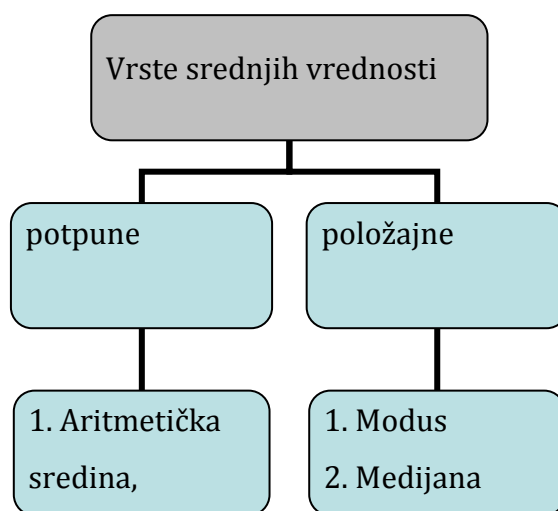 Vrste srednjih vrednosti
potpune
položajne
1. Aritmetička
sredina,
1. Modus
2. Medijana